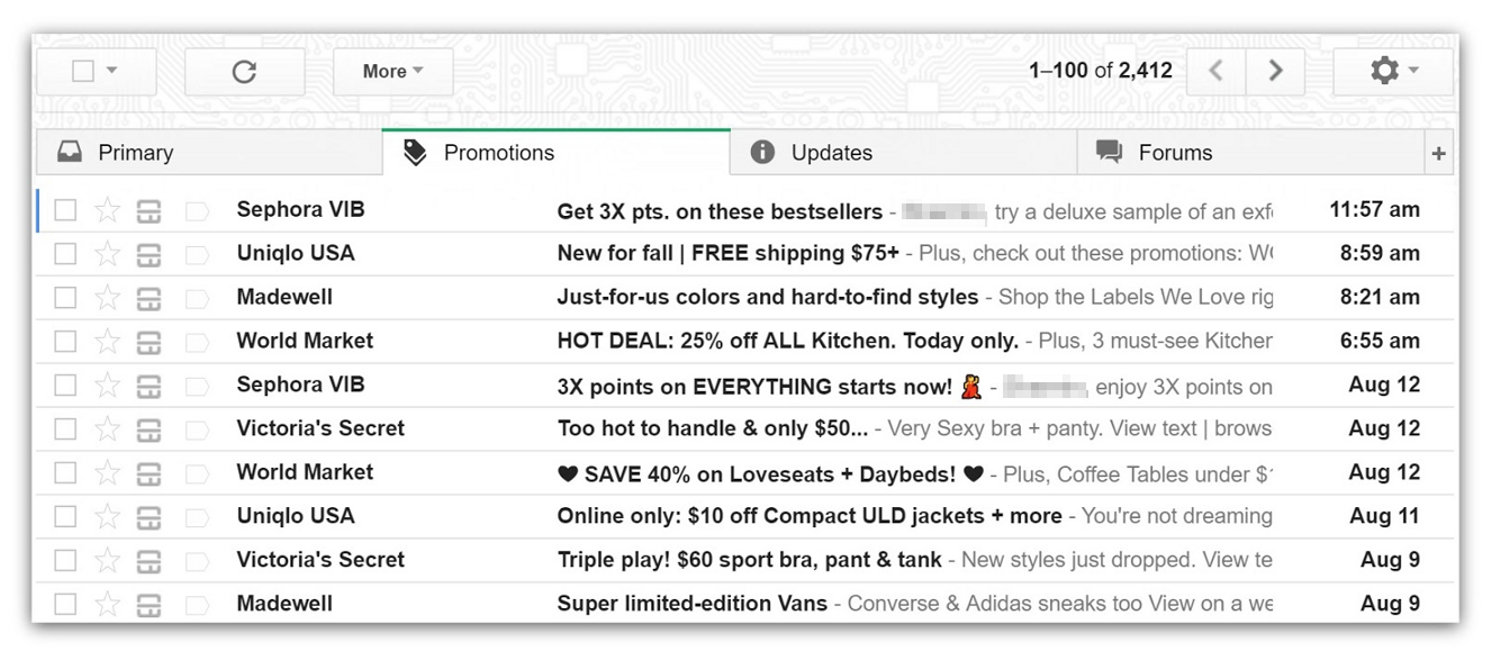 More 1–100 of 2,412
Primary Promotions Updates Forums +
Sephora VIB Get 3X pts. on these bestsellers - , try a deluxe sample of an exf 11:57 am
Uniqlo USA New for fall | FREE shipping $75+ - Plus, check out these promotions: W 8:59 am
Madewell Just-for-us colors and hard-to-find styles - Shop the Labels We Love rig 8:21 am
World Market HOT DEAL: 25% off ALL Kitchen. Today only. - Plus, 3 must-see Kitchen 6:55 am
Sephora VIB 3X points on EVERYTHING starts now! 💃 - , enjoy 3X points on Aug 12
Victoria's Secret Too hot to handle & only $50... - Very Sexy bra + panty. View text | brows Aug 12
World Market ♥ SAVE 40% on Loveseats + Daybeds! ♥ - Plus, Coffee Tables under $ Aug 12
Uniqlo USA Online only: $10 off Compact ULD jackets + more - You're not dreaming Aug 11
Victoria's Secret Triple play! $60 sport bra, pant & tank - New styles just dropped. View te Aug 9
Madewell Super limited-edition Vans - Converse & Adidas sneaks too View on a we Aug 9